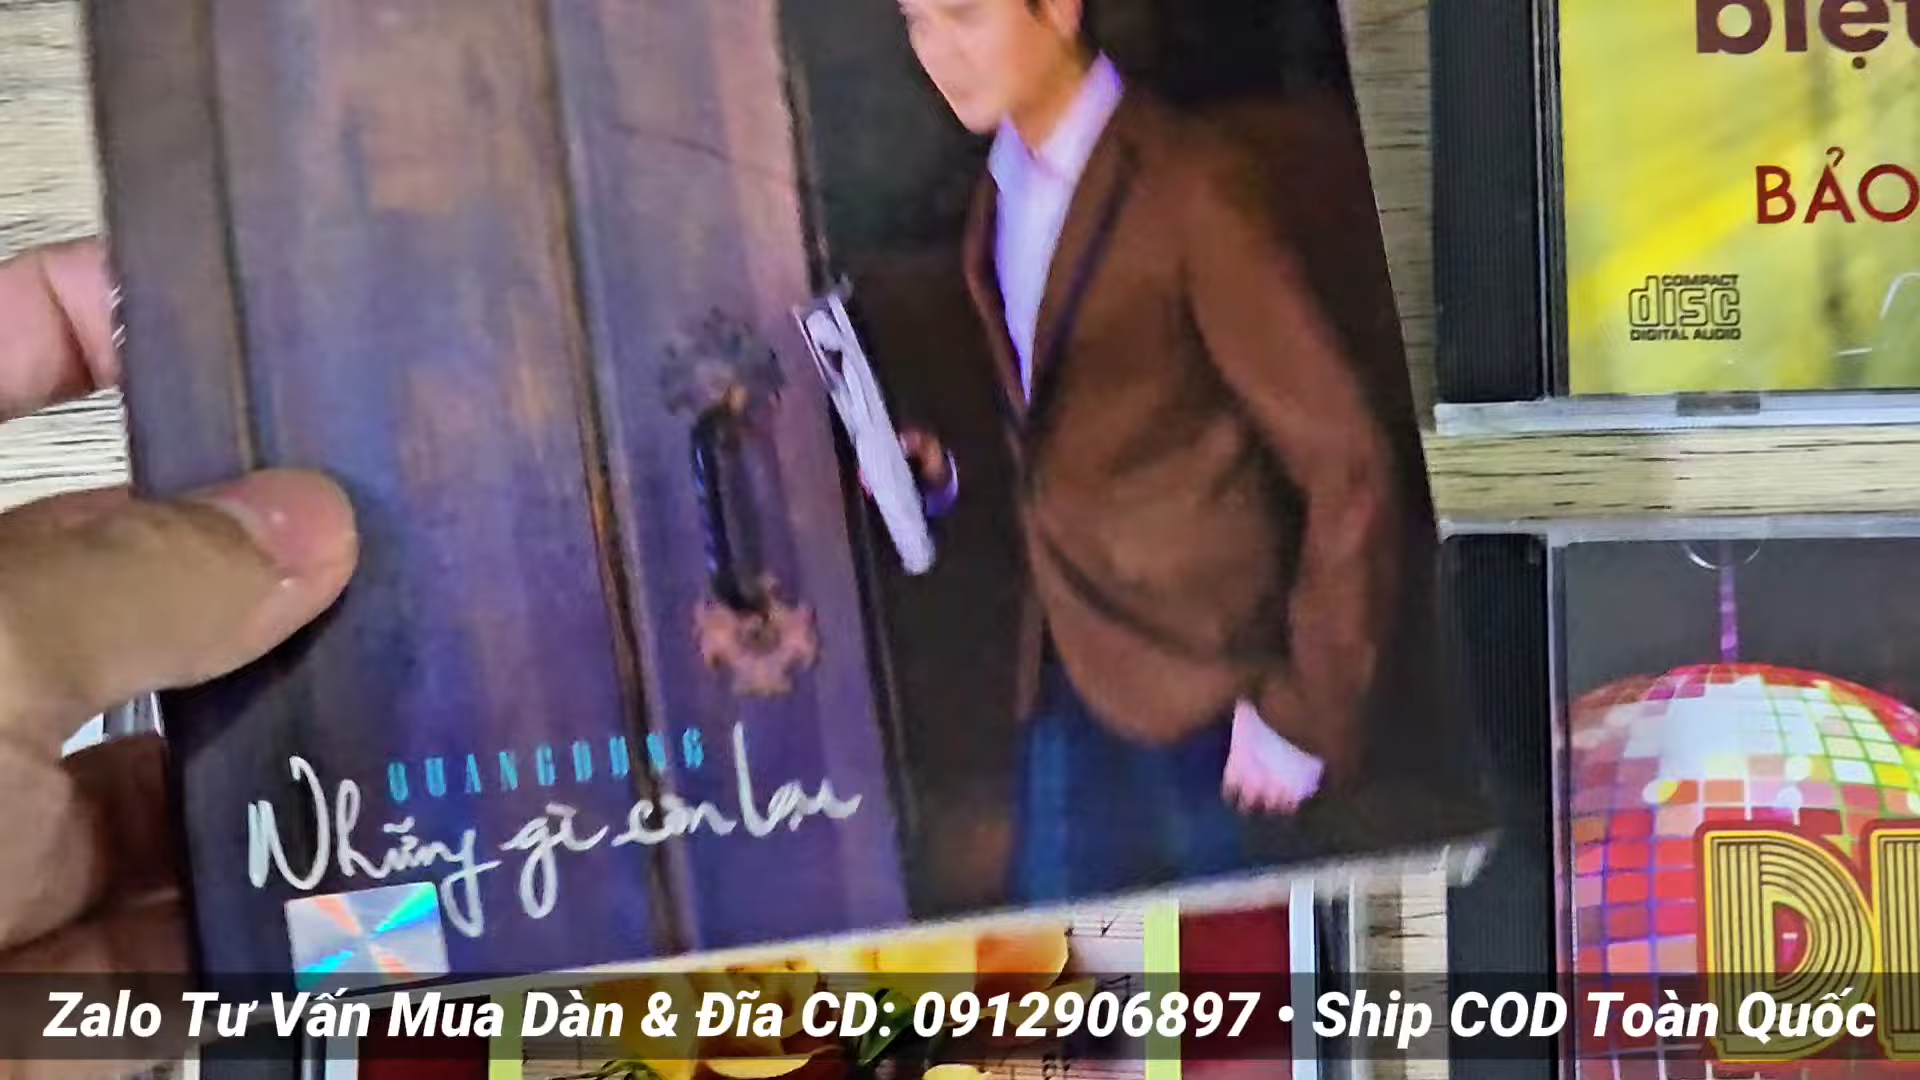 biệt
BẢO
COMPACT
disc
DIGITAL AUDIO
QUANG DŨNG
Những gì còn lại
Zalo Tư Vấn Mua Dàn & Đĩa CD: 0912906897 • Ship COD Toàn Quốc